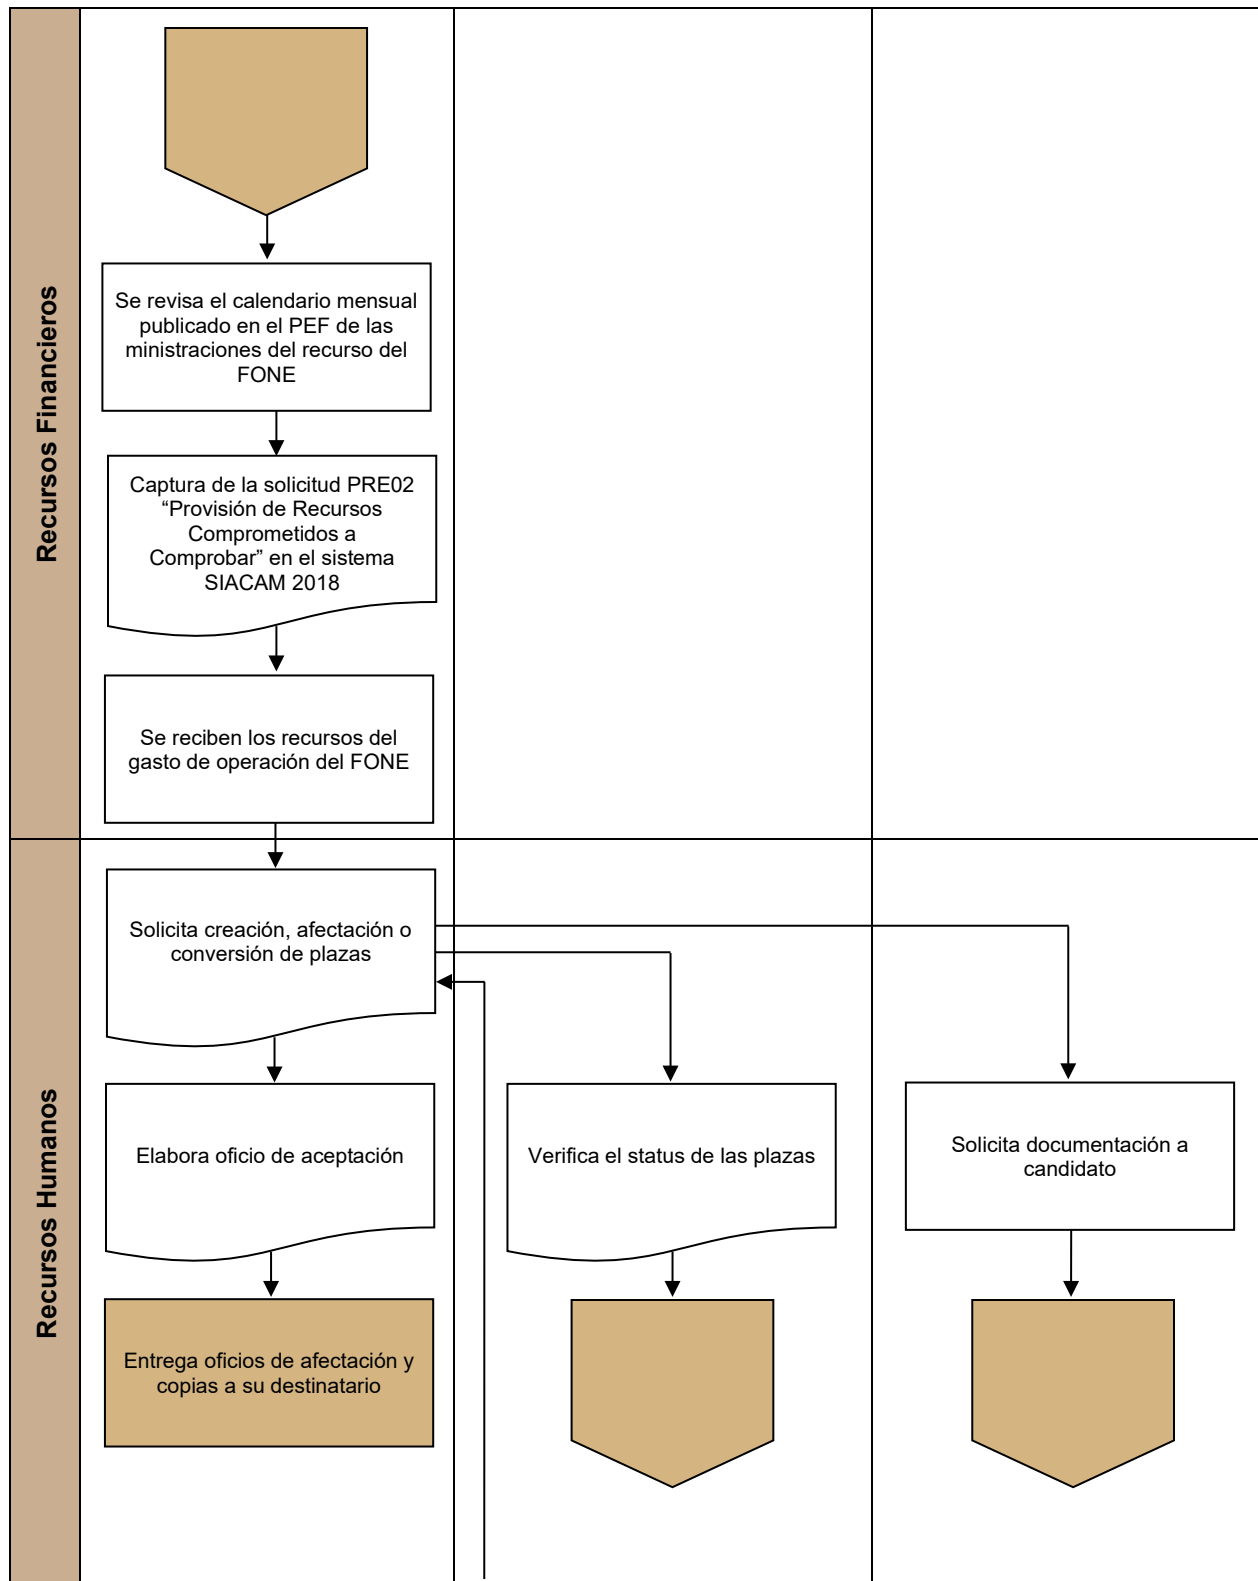 Recursos Financieros
Se revisa el calendario mensual
publicado en el PEF de las
ministraciones del recurso del
FONE
Captura de la solicitud PRE02
“Provisión de Recursos
Comprometidos a
Comprobar” en el sistema
SIACAM 2018
Se reciben los recursos del
gasto de operación del FONE
Recursos Humanos
Solicita creación, afectación o
conversión de plazas
Elabora oficio de aceptación
Verifica el status de las plazas
Solicita documentación a
candidato
Entrega oficios de afectación y
copias a su destinatario